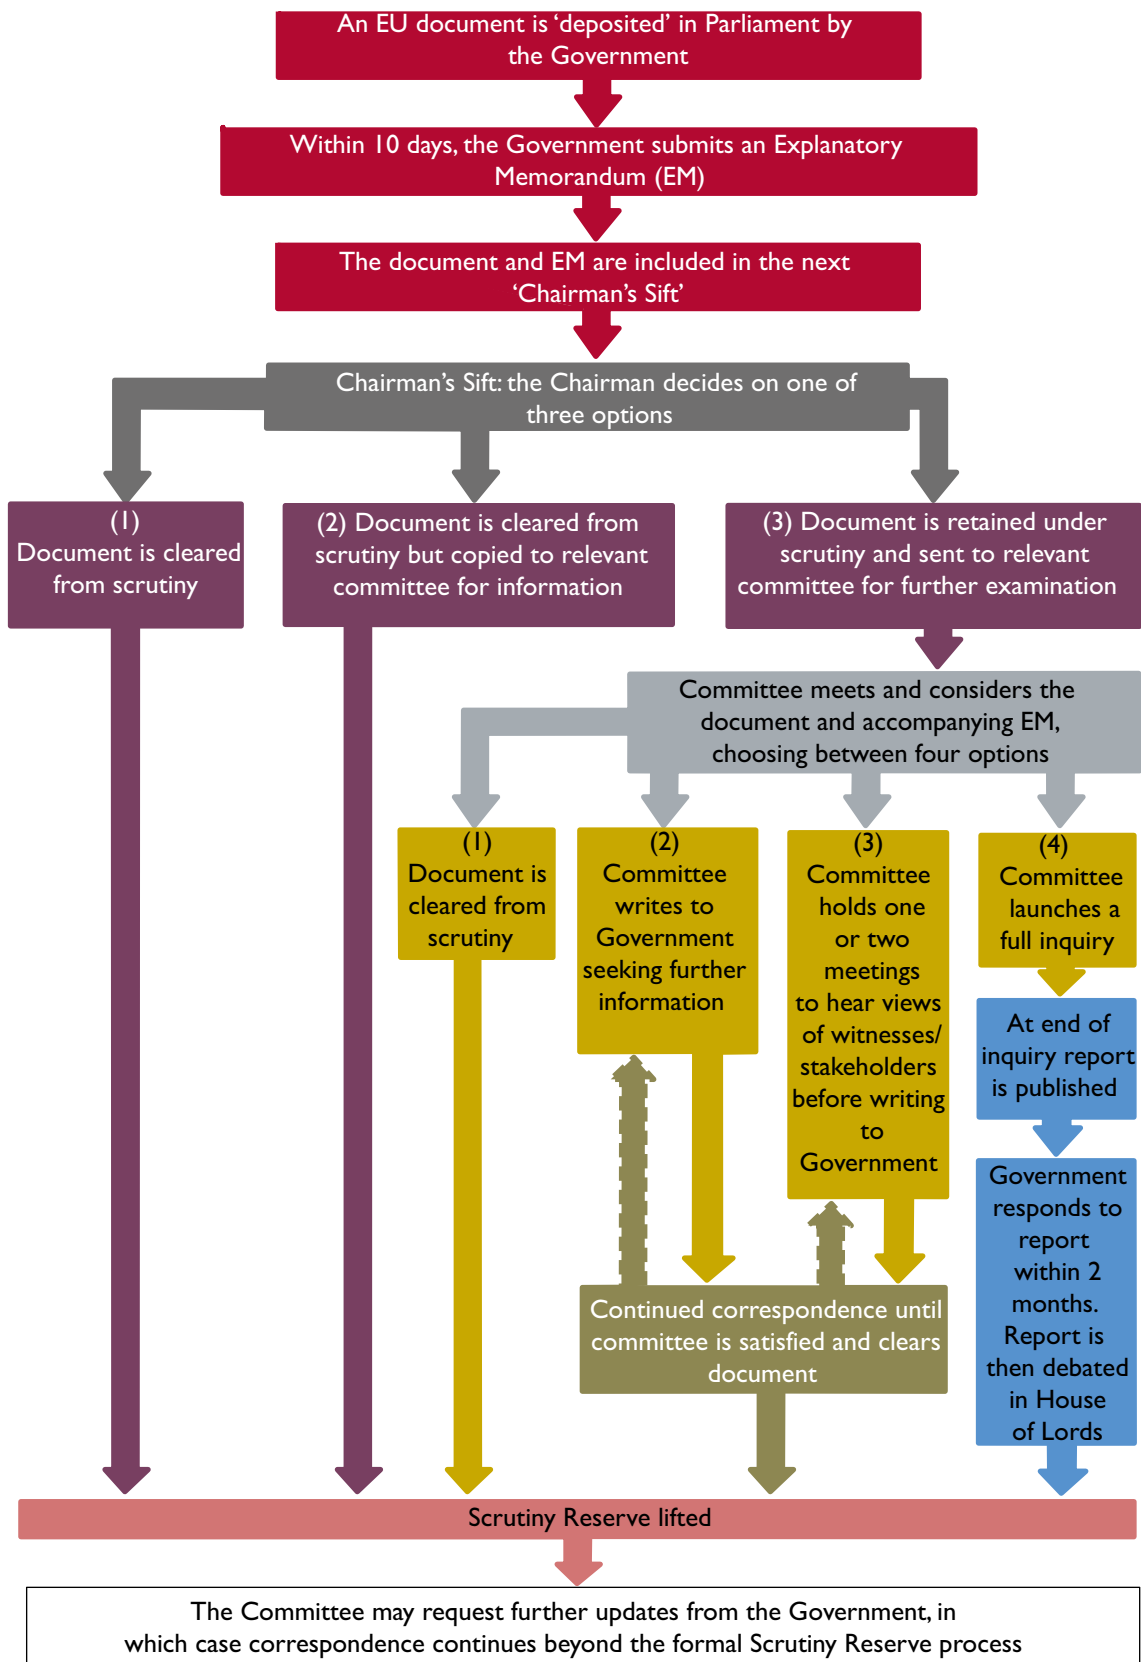 An EU document is ‘deposited’ in Parliament by
the Government
Within 10 days, the Government submits an Explanatory
Memorandum (EM)
The document and EM are included in the next
‘Chairman’s Sift’
Chairman’s Sift: the Chairman decides on one of
three options
(1)
Document is cleared
from scrutiny
(2) Document is cleared from
scrutiny but copied to relevant
committee for information
(3) Document is retained under
scrutiny and sent to relevant
committee for further examination
Committee meets and considers the
document and accompanying EM,
choosing between four options
(1)
Document is
cleared from
scrutiny
(2)
Committee
writes to
Government
seeking further
information
(3)
Committee
holds one
or two
meetings
to hear views
of witnesses/
stakeholders
before writing
to
Government
(4)
Committee
launches a
full inquiry
At end of
inquiry report
is published
Government
responds to
report
within 2
months.
Report is
then debated
in House
of Lords
Continued correspondence until
committee is satisfied and clears
document
Scrutiny Reserve lifted
The Committee may request further updates from the Government, in
which case correspondence continues beyond the formal Scrutiny Reserve process